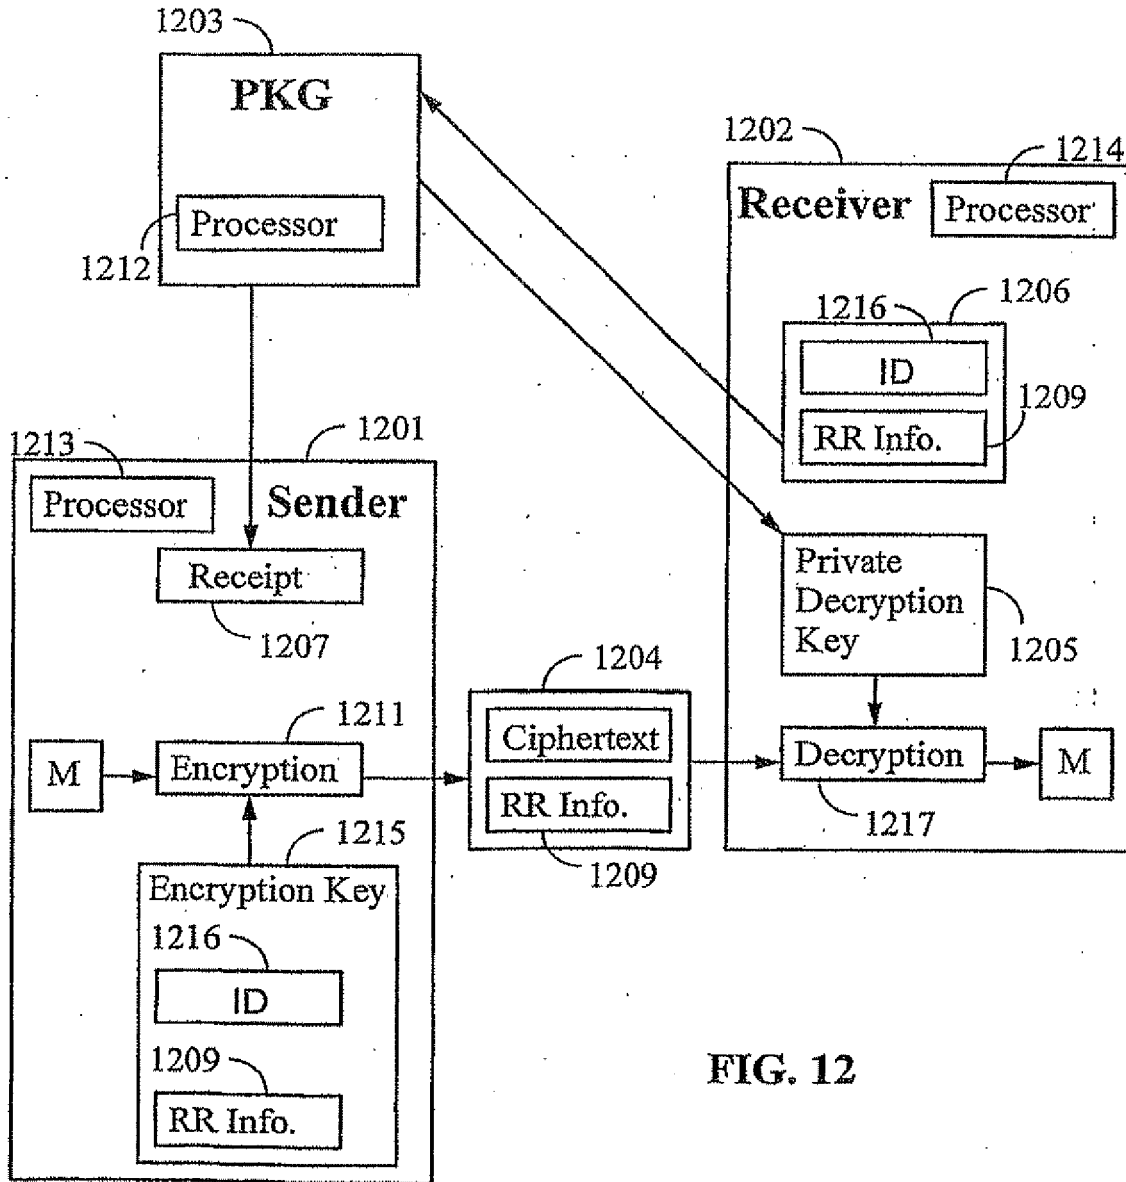 1203
PKG
Processor
1212
1202
1214
Receiver
Processor
1216
1206
ID
1209
RR Info.
1213
1201
Processor
Sender
Receipt
1207
Private
Decryption
Key
1205
1204
1211
Ciphertext
M
Encryption
Decryption
M
RR Info.
1217
1215
1209
Encryption Key
1216
ID
1209
RR Info.
FIG. 12